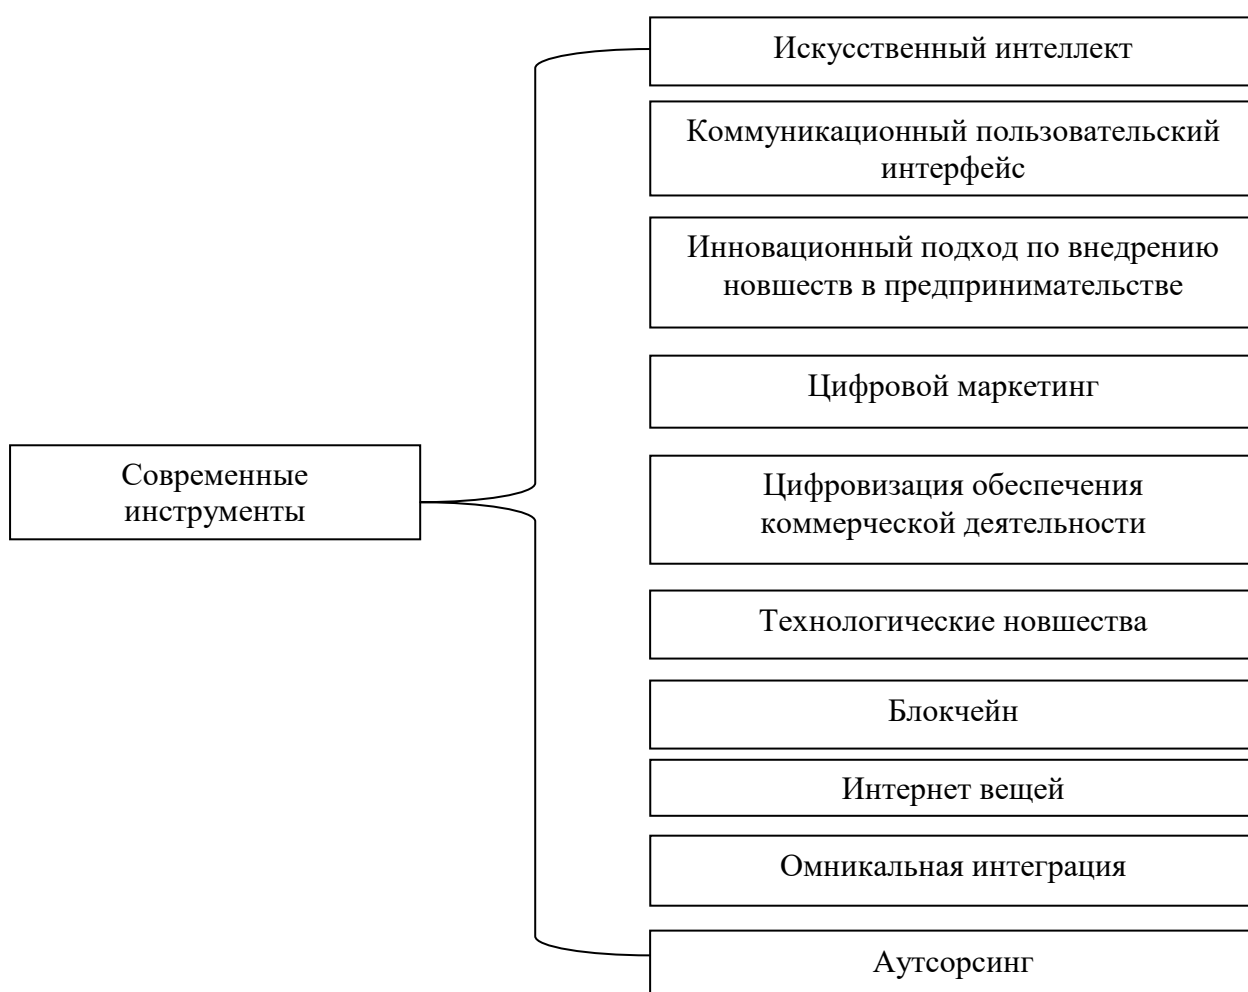 Искусственный интеллект
Коммуникационный пользовательский
интерфейс
Инновационный подход по внедрению
новшеств в предпринимательстве
Цифровой маркетинг
Современные
инструменты
Цифровизация обеспечения
коммерческой деятельности
Технологические новшества
Блокчейн
Интернет вещей
Омникальная интеграция
Аутсорсинг